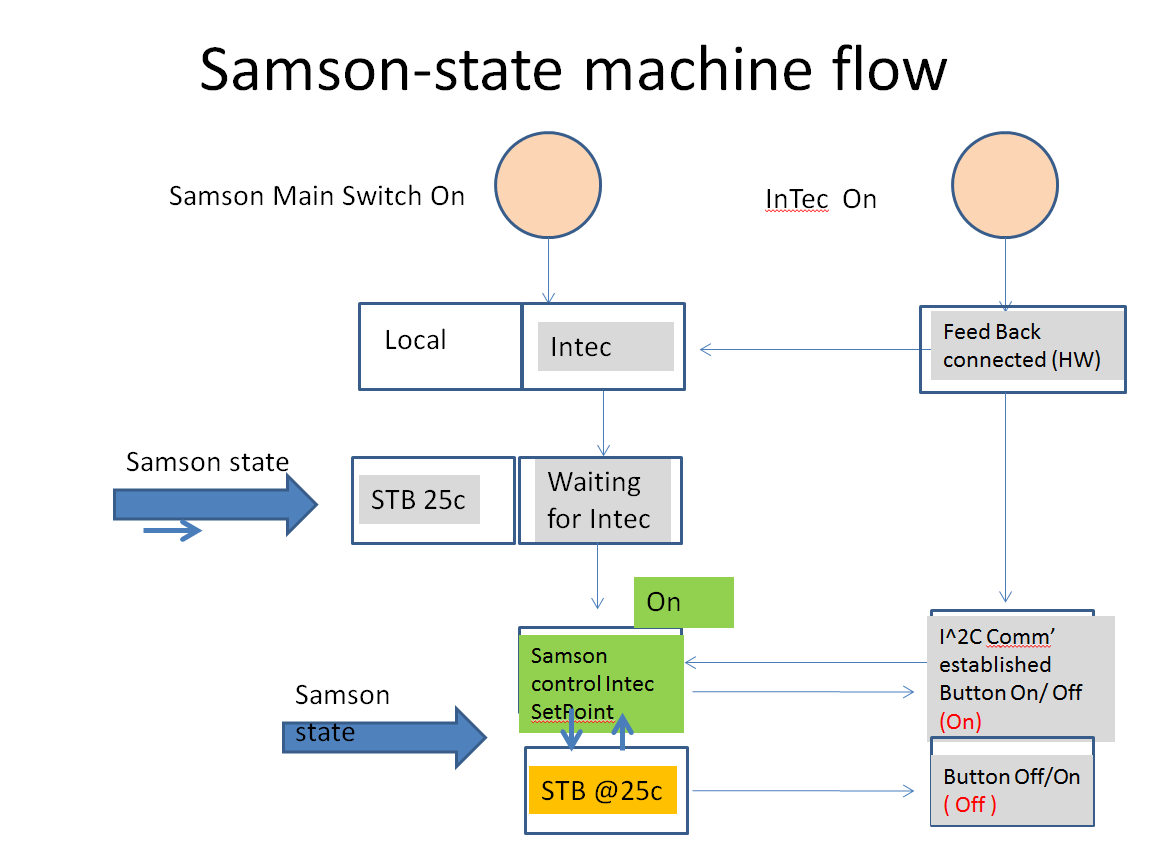 Samson-state machine flow
Samson Main Switch On
InTec  On
Local
Intec
Feed Back
connected (HW)
Samson state
STB 25c
Waiting
for Intec
On
Samson
control Intec
SetPoint
I^2C Comm’
established
Button On/ Off
(On)
Samson
state
STB @25c
Button Off/On
( Off )